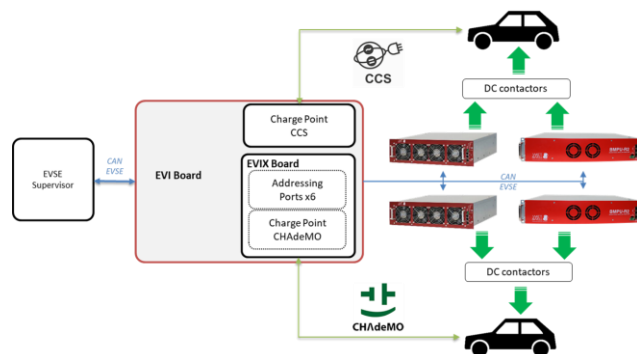 CCS
DC contactors
Charge Point
CCS
EVI Board
EVIX Board
Addressing
Ports x6
Charge Point
CHAdeMO
EVSE
Supervisor
CAN
EVSE
CAN
EVSE
DC contactors
CHAdeMO